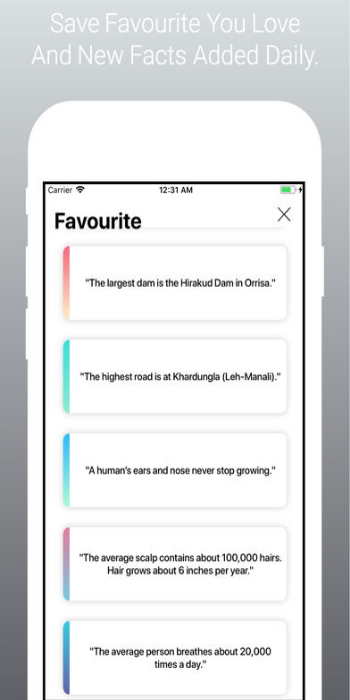 Save Favourite You Love
And New Facts Added Daily.
Carrier 12:31 AM
Favourite
"The largest dam is the Hirakud Dam in Orrisa."
"The highest road is at Khardungla (Leh-Manali)."
"A human's ears and nose never stop growing."
"The average scalp contains about 100,000 hairs.
Hair grows about 6 inches per year."
"The average person breathes about 20,000
times a day."